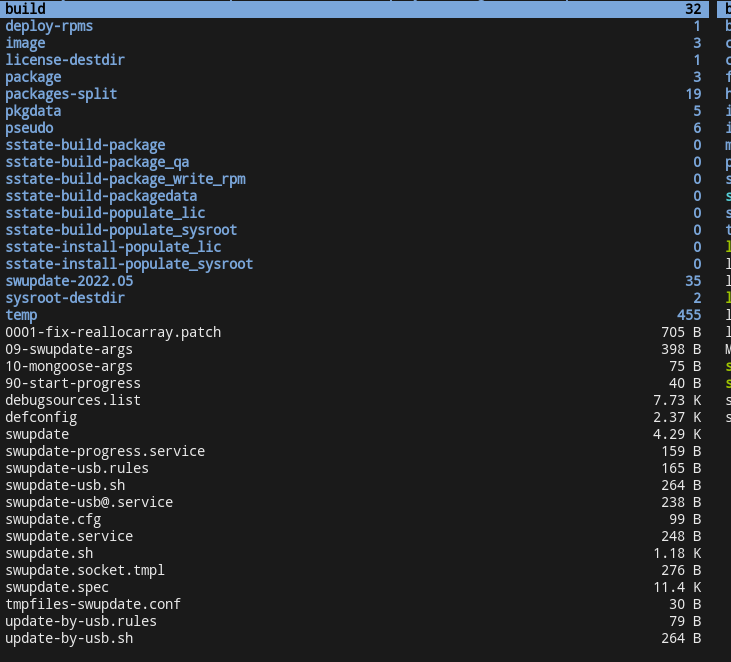 build 32
deploy-rpms 1
image 3
license-destdir 1
package 3
packages-split 19
pkgdata 5
pseudo 6
sstate-build-package 0
sstate-build-package_qa 0
sstate-build-package_write_rpm 0
sstate-build-packagedata 0
sstate-build-populate_lic 0
sstate-build-populate_sysroot 0
sstate-install-populate_lic 0
sstate-install-populate_sysroot 0
swupdate-2022.05 35
sysroot-destdir 2
temp 455
0001-fix-reallocarray.patch 705 B
09-swupdate-args 398 B
10-mongoose-args 75 B
90-start-progress 40 B
debugsources.list 7.73 K
defconfig 2.37 K
swupdate 4.29 K
swupdate-progress.service 159 B
swupdate-usb.rules 165 B
swupdate-usb.sh 264 B
swupdate-usb@.service 238 B
swupdate.cfg 99 B
swupdate.service 248 B
swupdate.sh 1.18 K
swupdate.socket.tmpl 276 B
swupdate.spec 11.4 K
tmpfiles-swupdate.conf 30 B
update-by-usb.rules 79 B
update-by-usb.sh 264 B